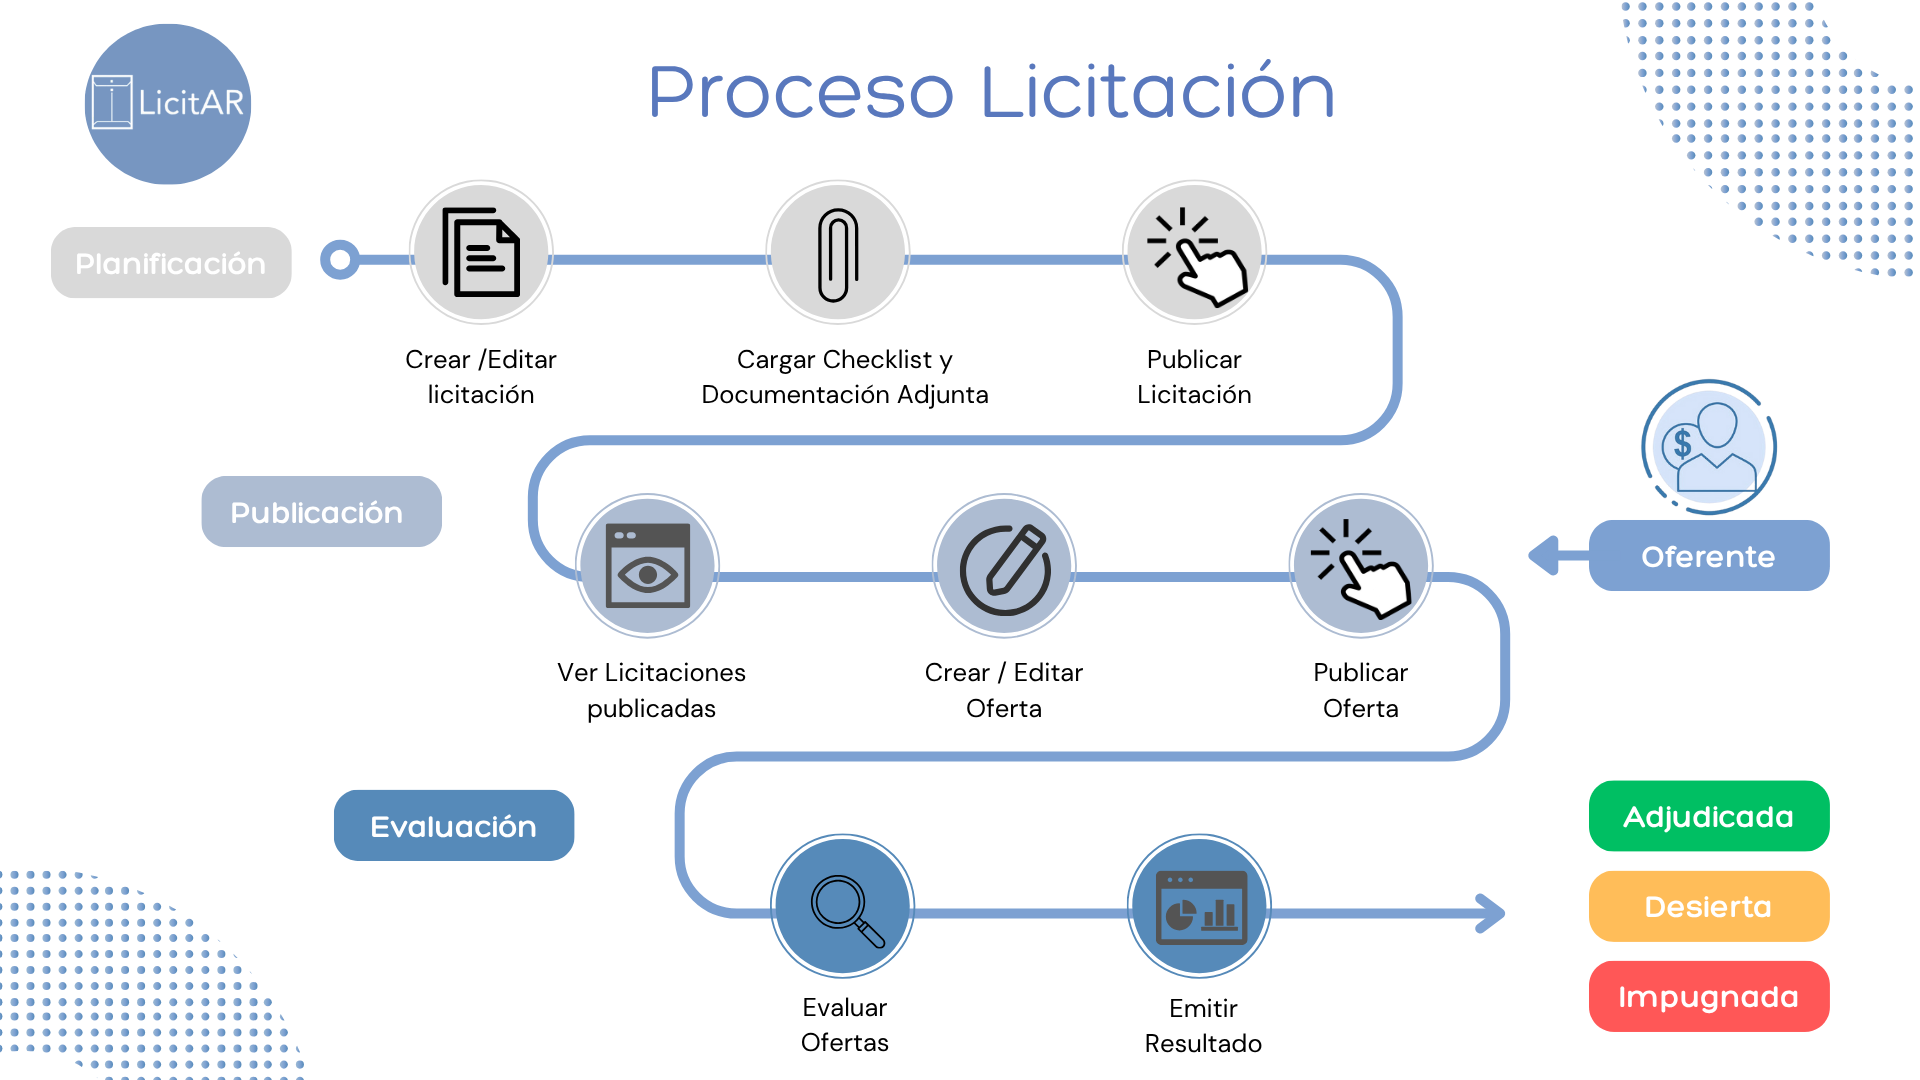 LicitAR
Proceso Licitación
Planificación
Crear /Editar
licitación
Cargar Checklist y
Documentación Adjunta
Publicar
Licitación
Publicación
$
Oferente
Ver Licitaciones
publicadas
Crear / Editar
Oferta
Publicar
Oferta
Evaluación
Evaluar
Ofertas
Emitir
Resultado
Adjudicada
Desierta
Impugnada